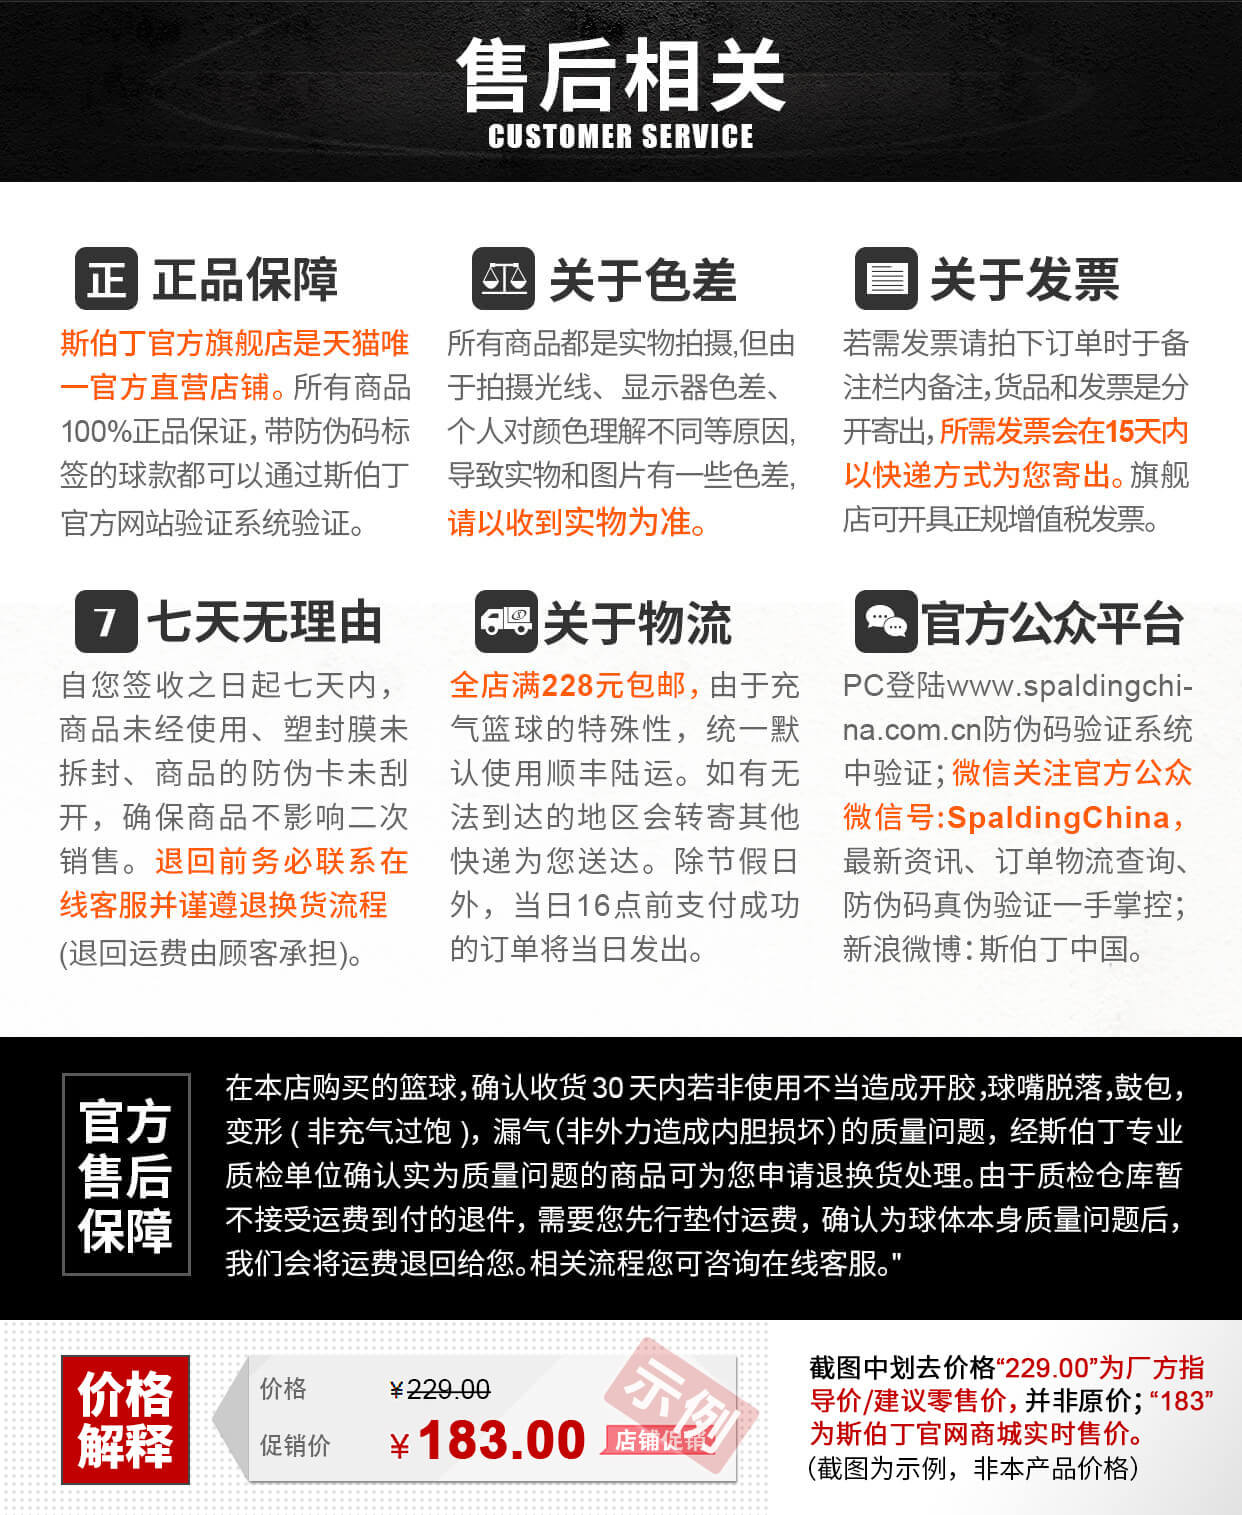 售后相关
CUSTOMER SERVICE
正 正品保障
斯伯丁官方旗舰店是天猫唯
一官方直营店铺。所有商品
100%正品保证，带防伪码标
签的球款都可以通过斯伯丁
官方网站验证系统验证。
关于色差
所有商品都是实物拍摄,但由
于拍摄光线、显示器色差、
个人对颜色理解不同等原因,
导致实物和图片有一些色差,
请以收到实物为准。
关于发票
若需发票请拍下订单时于备
注栏内备注，货品和发票是分
开寄出，所需发票会在15天内
以快递方式为您寄出。旗舰
店可开具正规增值税发票。
7 七天无理由
自您签收之日起七天内，
商品未经使用、塑封膜未
拆封、商品的防伪卡未刮
开，确保商品不影响二次
销售。退回前务必联系在
线客服并谨遵退换货流程
(退回运费由顾客承担)。
关于物流
全店满228元包邮，由于充
气篮球的特殊性，统一默
认使用顺丰陆运。如有无
法到达的地区会转寄其他
快递为您送达。除节假日
外，当日16点前支付成功
的订单将当日发出。
官方公众平台
PC登陆www.spaldingchi-
na.com.cn防伪码验证系统
中验证；微信关注官方公众
微信号:SpaldingChina，
最新资讯、订单物流查询、
防伪码真伪验证一手掌控；
新浪微博：斯伯丁中国。
官方
售后
保障
在本店购买的篮球，确认收货30天内若非使用不当造成开胶，球嘴脱落，鼓包，
变形（非充气过饱），漏气（非外力造成内胆损坏）的质量问题，经斯伯丁专业
质检单位确认实为质量问题的商品可为您申请退换货处理。由于质检仓库暂
不接受运费到付的退件，需要您先行垫付运费，确认为球体本身质量问题后，
我们会将运费退回给您。相关流程您可咨询在线客服。"
价格
解释
价格 ¥229.00
促销价 ¥183.00 店铺促销
示例
截图中划去价格“229.00”为厂方指
导价/建议零售价，并非原价；“183”
为斯伯丁官网商城实时售价。
（截图为示例，非本产品价格）